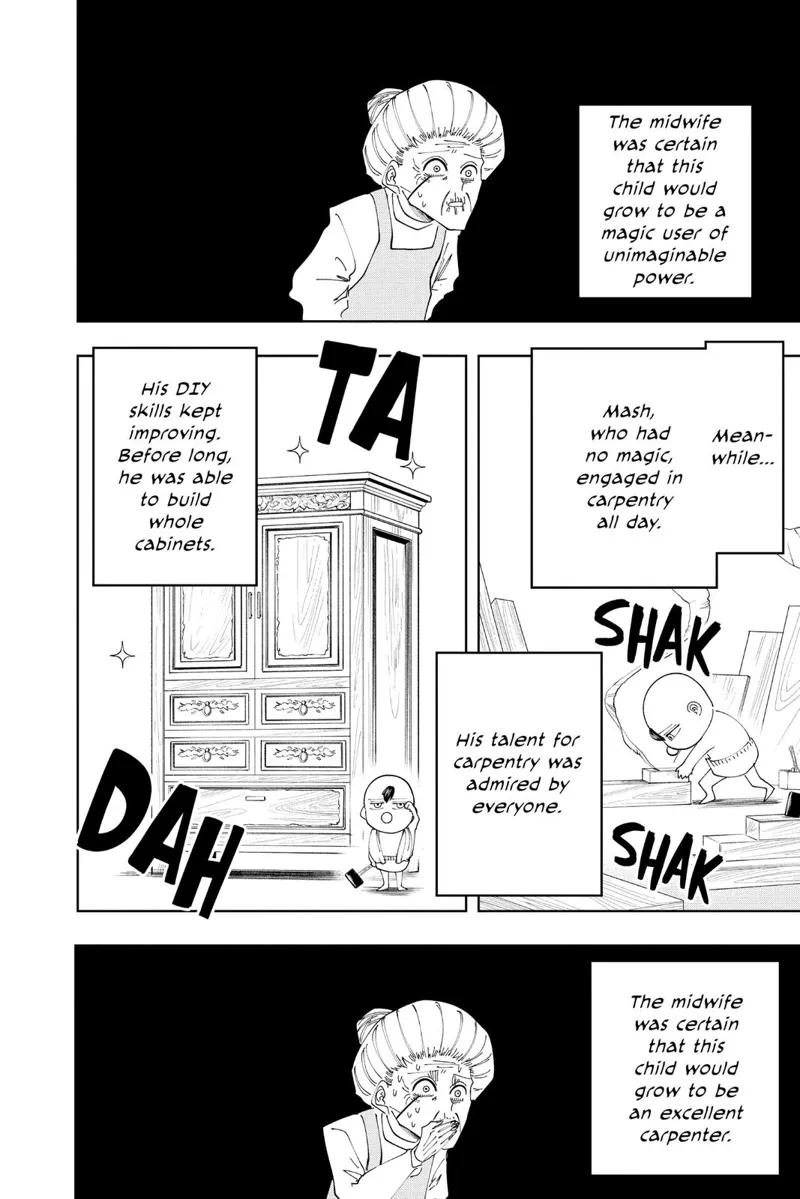 The midwife
was certain
that this
child would
grow to be a
magic user of
unimaginable
power.
Mean-
while...
Mash,
who had
no magic,
engaged in
carpentry
all day.
SHAK
SHAK
His talent for
carpentry was
admired by
everyone.
His DIY
skills kept
improving.
Before long,
he was able
to build
whole
cabinets.
TA
DAH
The midwife
was certain
that this
child would
grow to be
an excellent
carpenter.